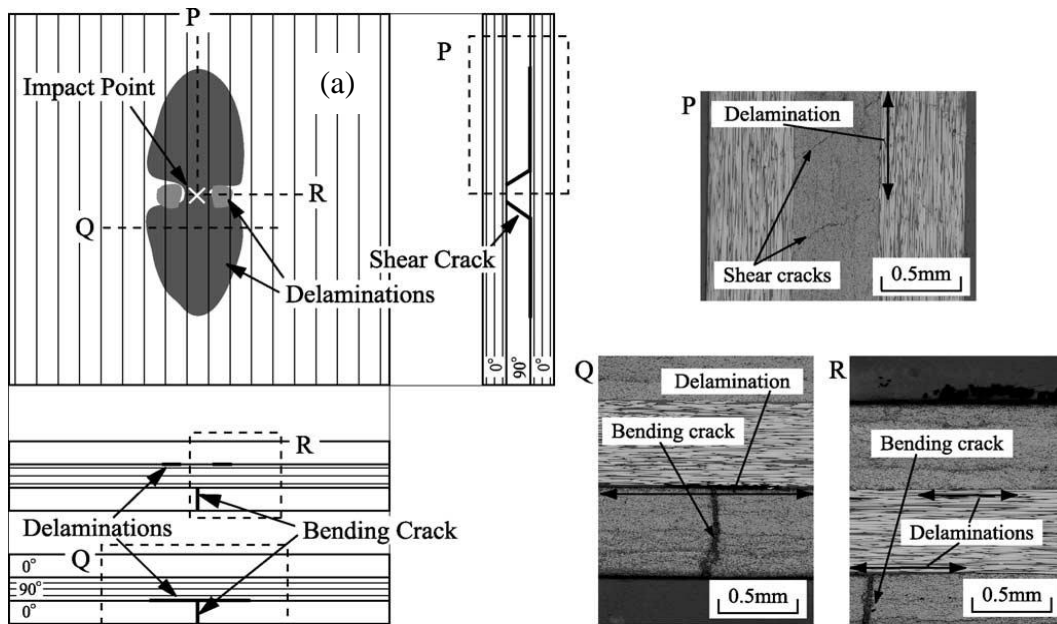 P
(a)
Impact Point
R
Q
Delaminations
P
Shear Crack
0°
90°
0°
R
Delaminations
Bending Crack
Q
0°
90°
0°
P
Delamination
Shear cracks
0.5mm
Q
Delamination
Bending crack
0.5mm
R
Bending crack
Delaminations
0.5mm